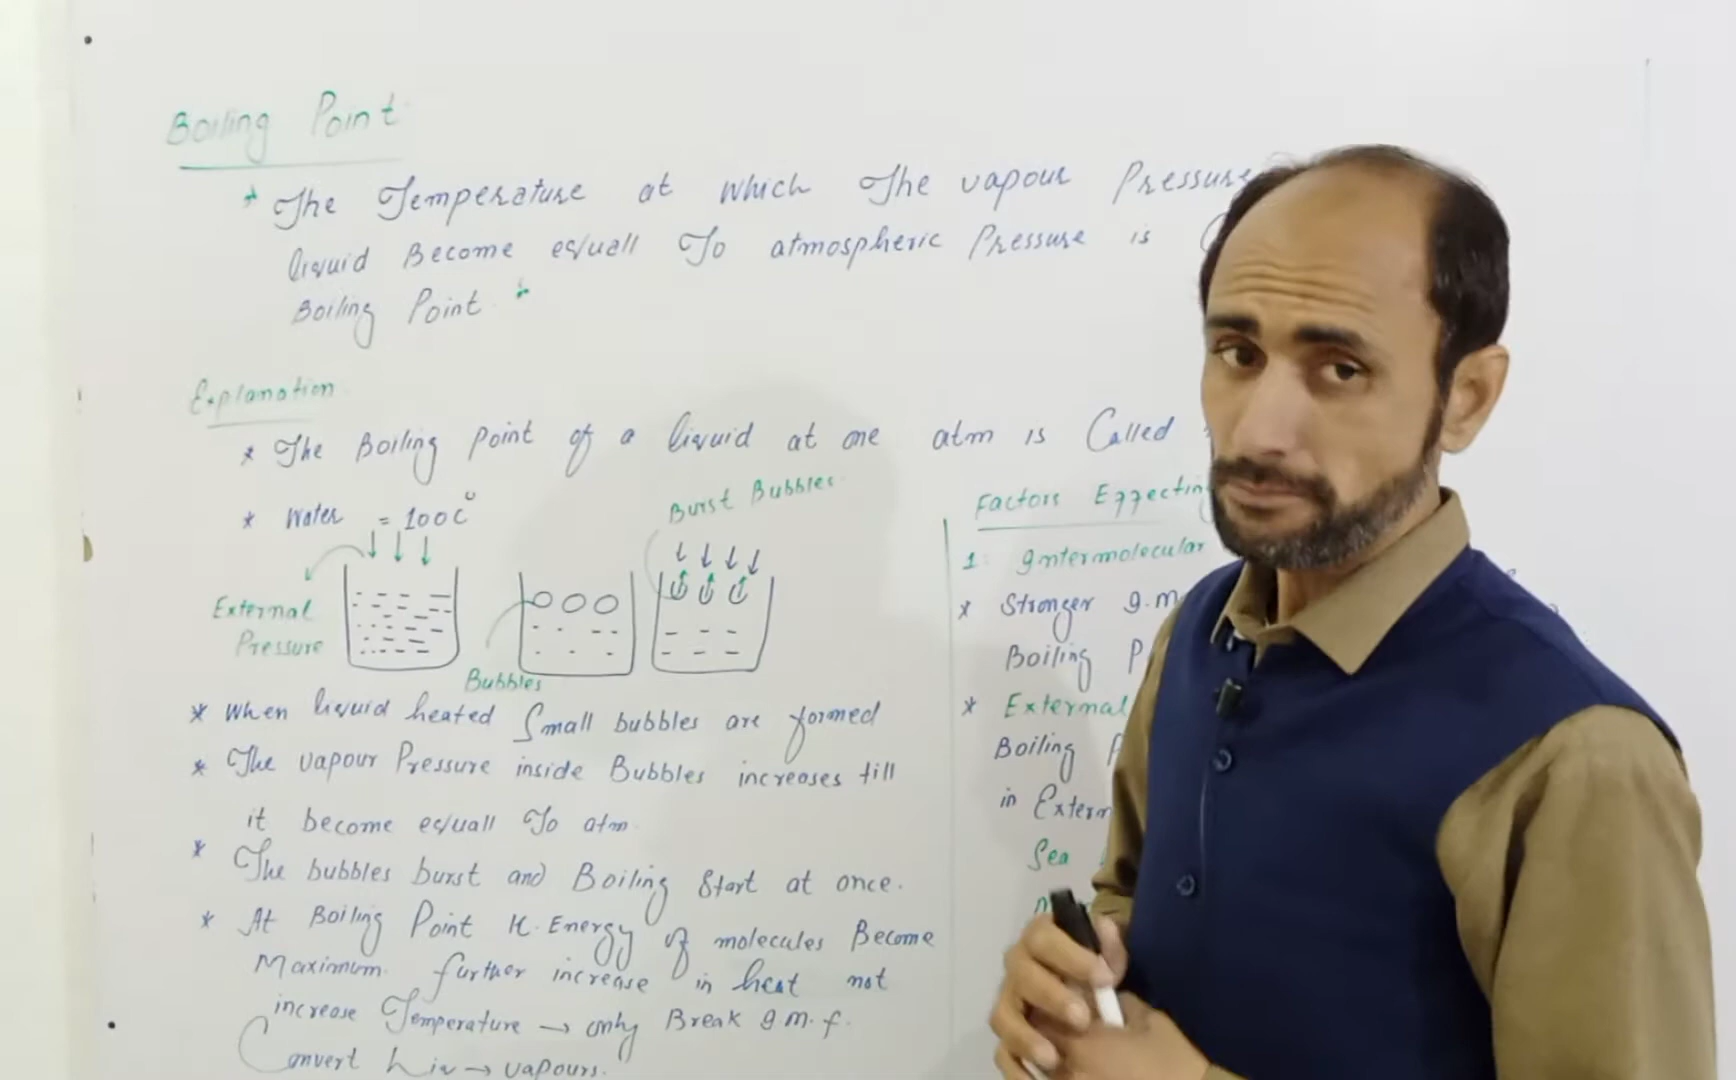 Boiling Point
The Temperature at which The vapour Pressure
liquid Become equall To atmospheric Pressure is
Boiling Point.
Explanation
* The Boiling point of a liquid at one atm is Called
* Water = 100C°
Burst Bubbles
External
Pressure
Bubbles
* When liquid heated Small bubbles are formed
* The vapour Pressure inside Bubbles increases till
it become equall To atm.
* The bubbles burst and Boiling Start at once.
* At Boiling Point K.Energy of molecules Become
Maximum. further increase in heat not
increase Temperature → only Break I.m.f.
Convert Liq → vapours.
Factors Effecting
1: Intermolecular
* Stronger I.m
Boiling P
* External
Boiling P
in Extern
Sea